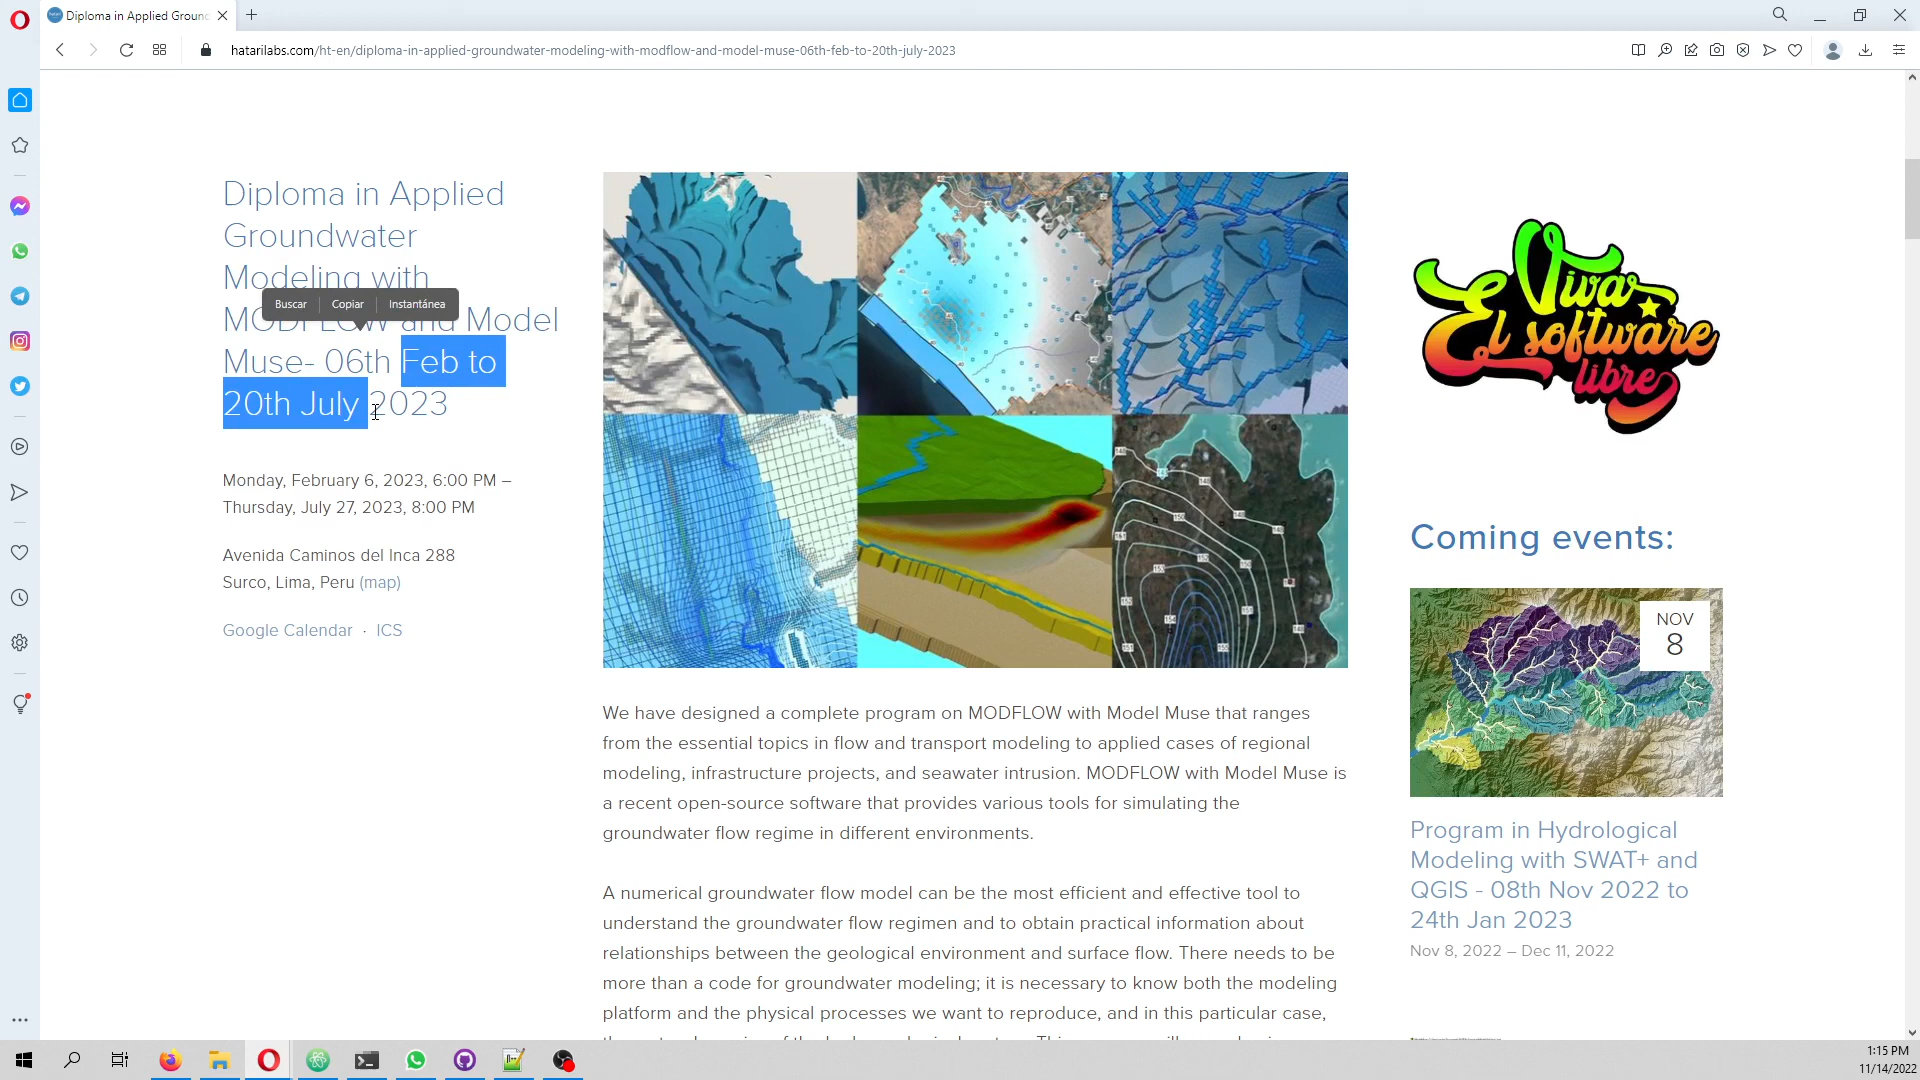 Diploma in Applied Groun
hatarilabs.com/ht-en/diploma-in-applied-groundwater-modeling-with-modflow-and-model-muse-06th-feb-to-20th-july-2023
Diploma in Applied
Groundwater
Modeling with
Buscar Copiar Instantánea
MODFLOW and Model
Muse- 06th Feb to
20th July 2023
Monday, February 6, 2023, 6:00 PM –
Thursday, July 27, 2023, 8:00 PM
Avenida Caminos del Inca 288
Surco, Lima, Peru (map)
Google Calendar · ICS
We have designed a complete program on MODFLOW with Model Muse that ranges
from the essential topics in flow and transport modeling to applied cases of regional
modeling, infrastructure projects, and seawater intrusion. MODFLOW with Model Muse is
a recent open-source software that provides various tools for simulating the
groundwater flow regime in different environments.
A numerical groundwater flow model can be the most efficient and effective tool to
understand the groundwater flow regimen and to obtain practical information about
relationships between the geological environment and surface flow. There needs to be
more than a code for groundwater modeling; it is necessary to know both the modeling
platform and the physical processes we want to reproduce, and in this particular case,
Viva
El software
libre
Coming events:
NOV
8
Program in Hydrological
Modeling with SWAT+ and
QGIS - 08th Nov 2022 to
24th Jan 2023
Nov 8, 2022 – Dec 11, 2022
1:15 PM
11/14/2022